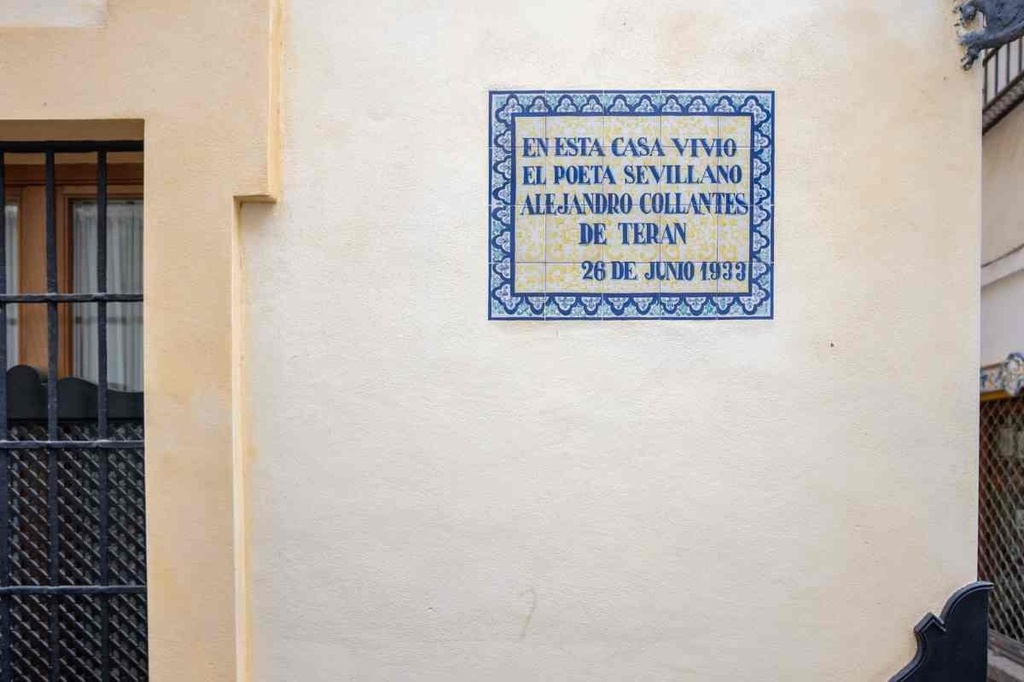 EN ESTA CASA VIVIO
EL POETA SEVILLANO
ALEJANDRO COLLANTES
DE TERAN
26 DE JUNIO 1933